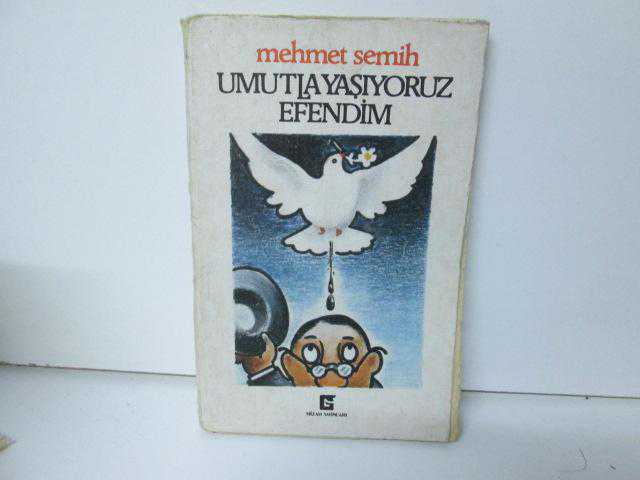 mehmet semih
UMUTLA YAŞIYORUZ
EFENDİM